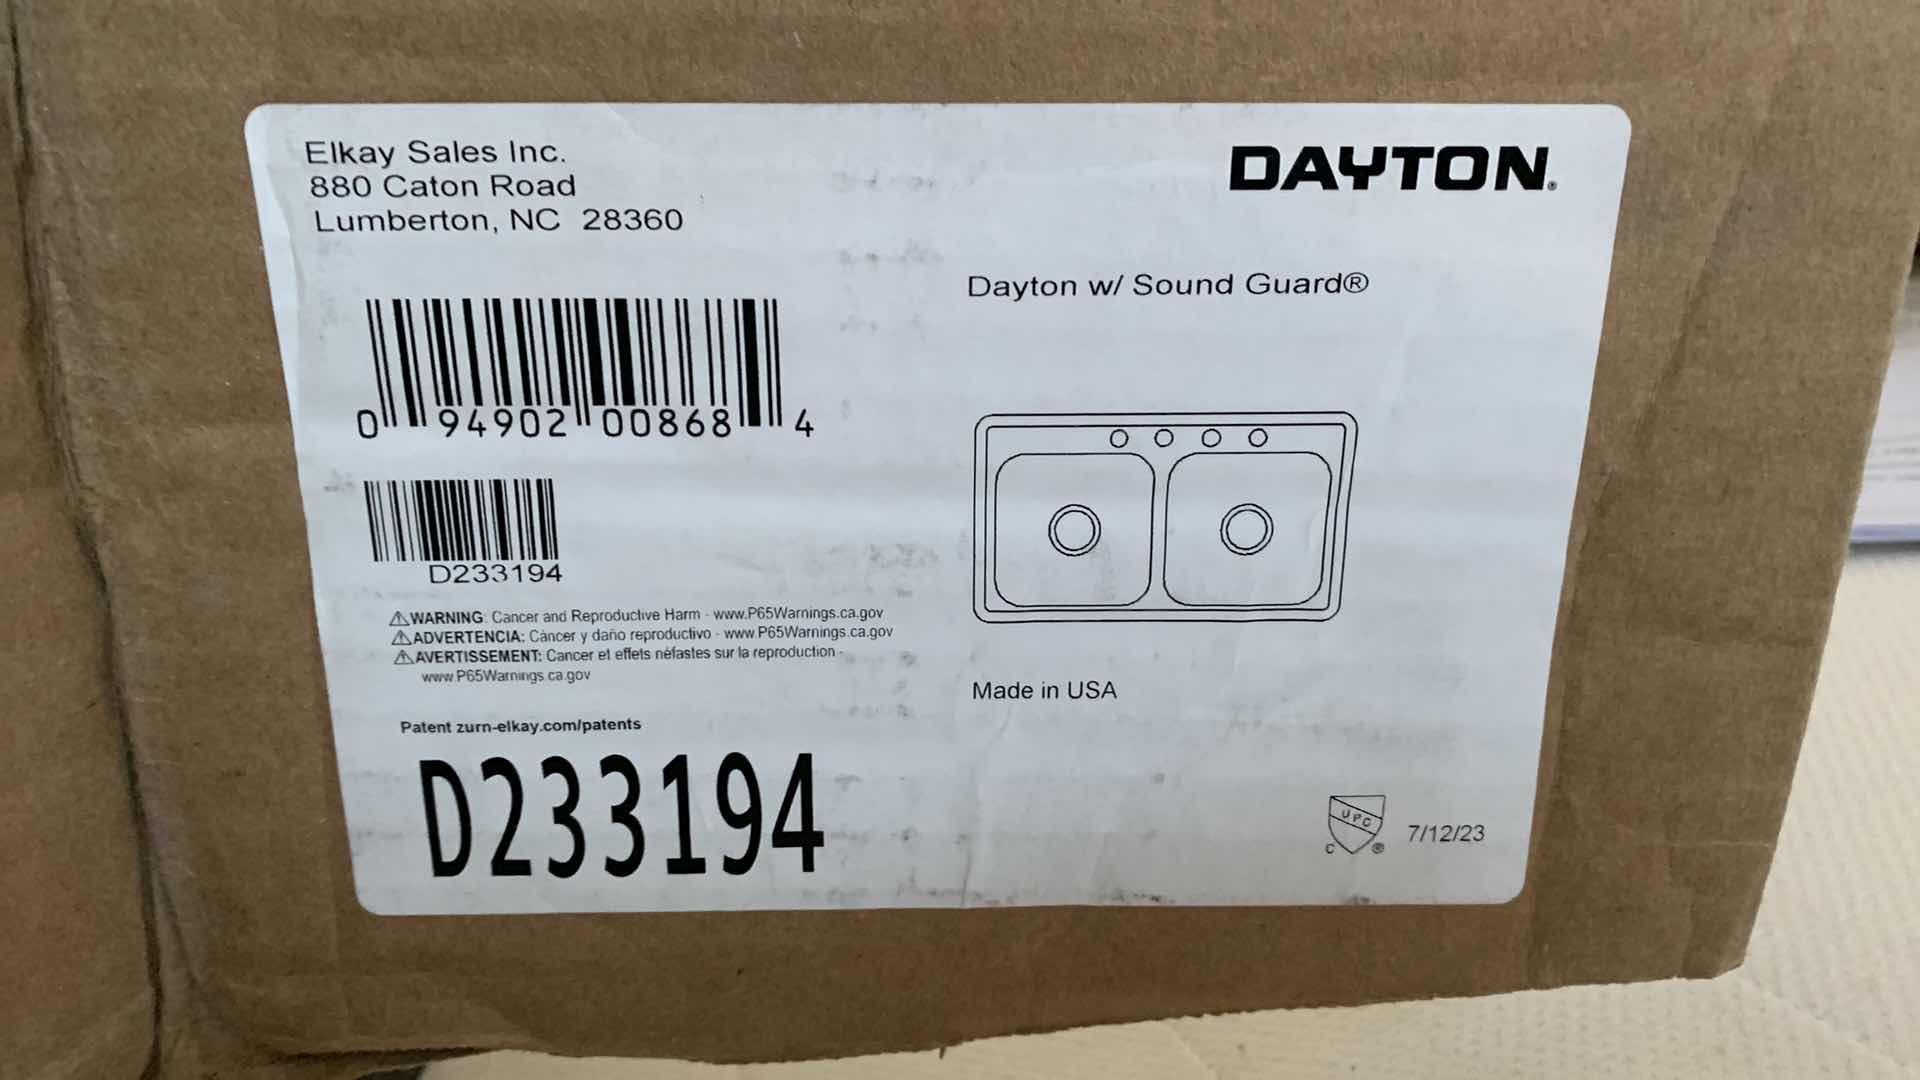 Elkay Sales Inc.
880 Caton Road
Lumberton, NC 28360
DAYTON®
Dayton w/ Sound Guard®
0 94902 00868 4
D233194
⚠WARNING: Cancer and Reproductive Harm - www.P65Warnings.ca.gov
⚠ADVERTENCIA: Cáncer y daño reproductivo - www.P65Warnings.ca.gov
⚠AVERTISSEMENT: Cancer et effets néfastes sur la reproduction -
www.P65Warnings.ca.gov
Made in USA
Patent zurn-elkay.com/patents
D233194
UPC
C ®
7/12/23